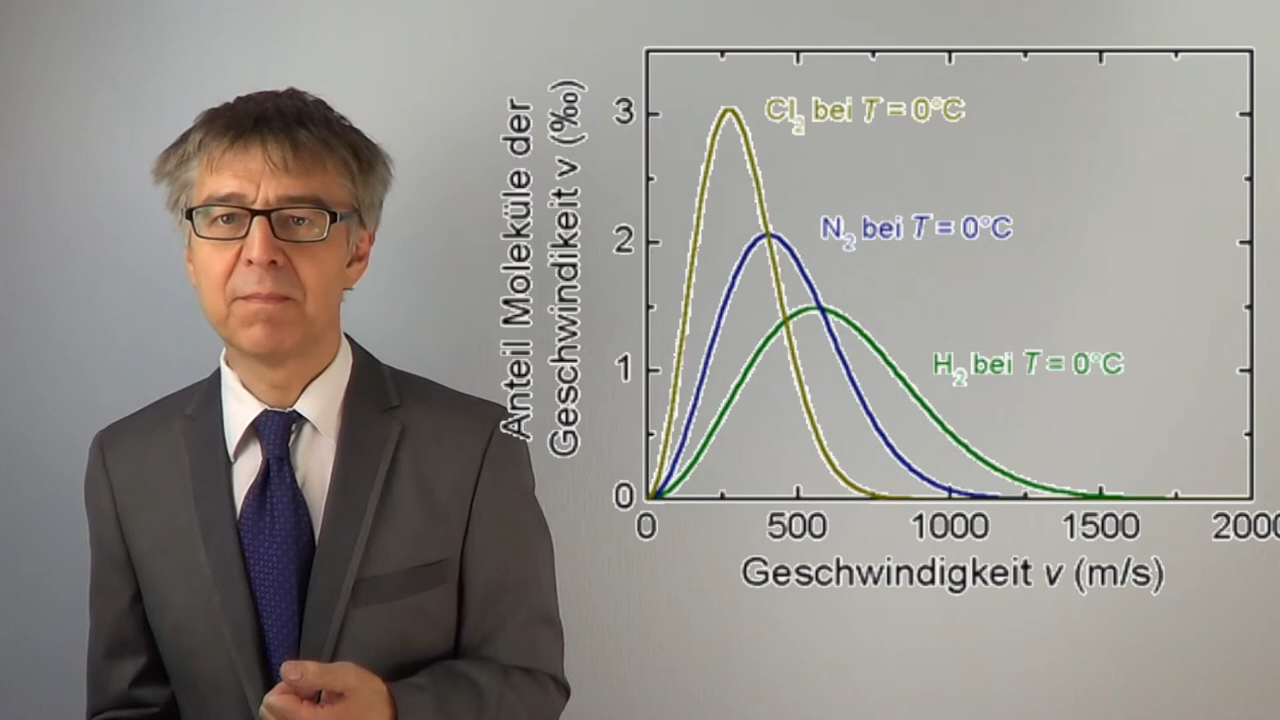 Anteil Moleküle der
Geschwindikeit v (‰)
3
2
1
0
Cl₂ bei T = 0°C
N₂ bei T = 0°C
H₂ bei T = 0°C
0 500 1000 1500 2000
Geschwindigkeit v (m/s)